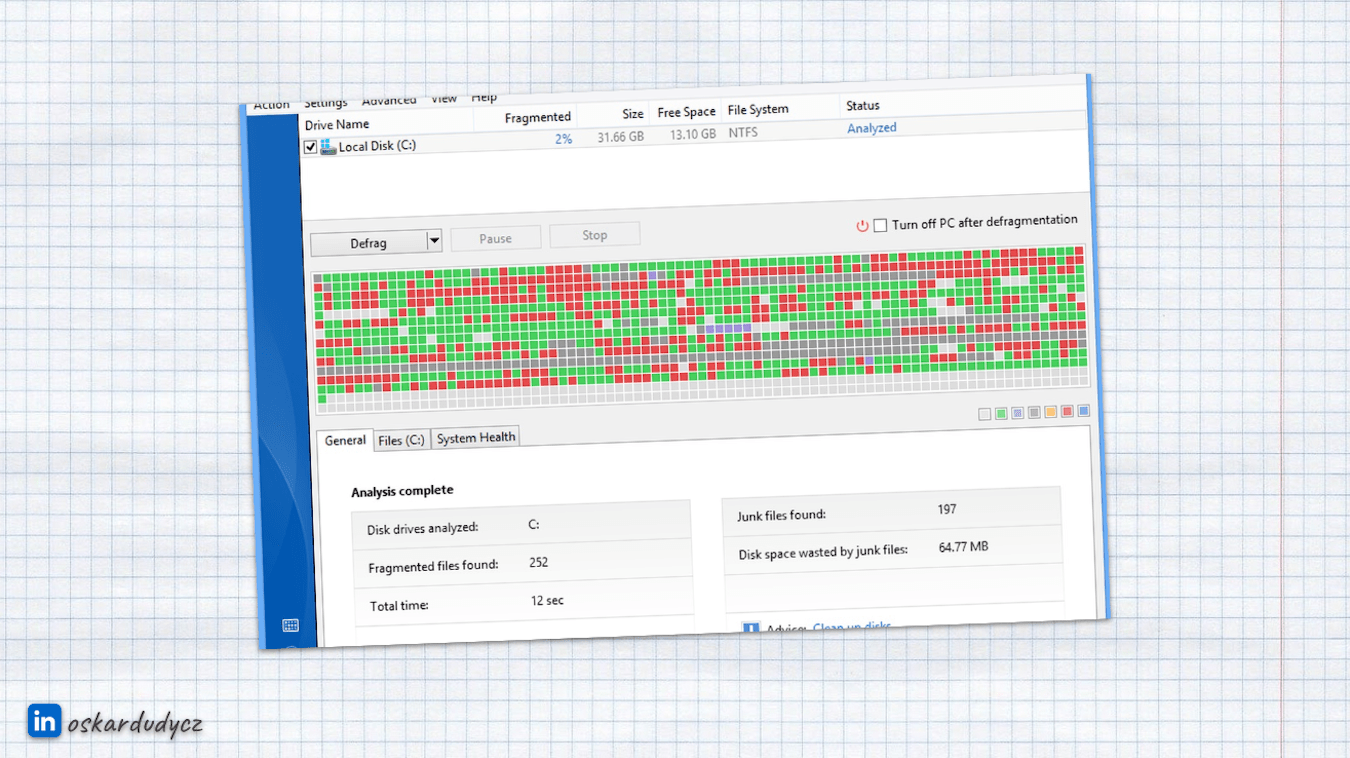 Action Settings Advanced View Help
Drive Name Fragmented Size Free Space File System Status
Local Disk (C:) 2% 31.66 GB 13.10 GB NTFS Analyzed
Defrag Pause Stop Turn off PC after defragmentation
General Files (C:) System Health
Analysis complete
Disk drives analyzed: C:
Fragmented files found: 252
Total time: 12 sec
Junk files found: 197
Disk space wasted by junk files: 64.77 MB
Advice: Clean up disks
in oskardudycz